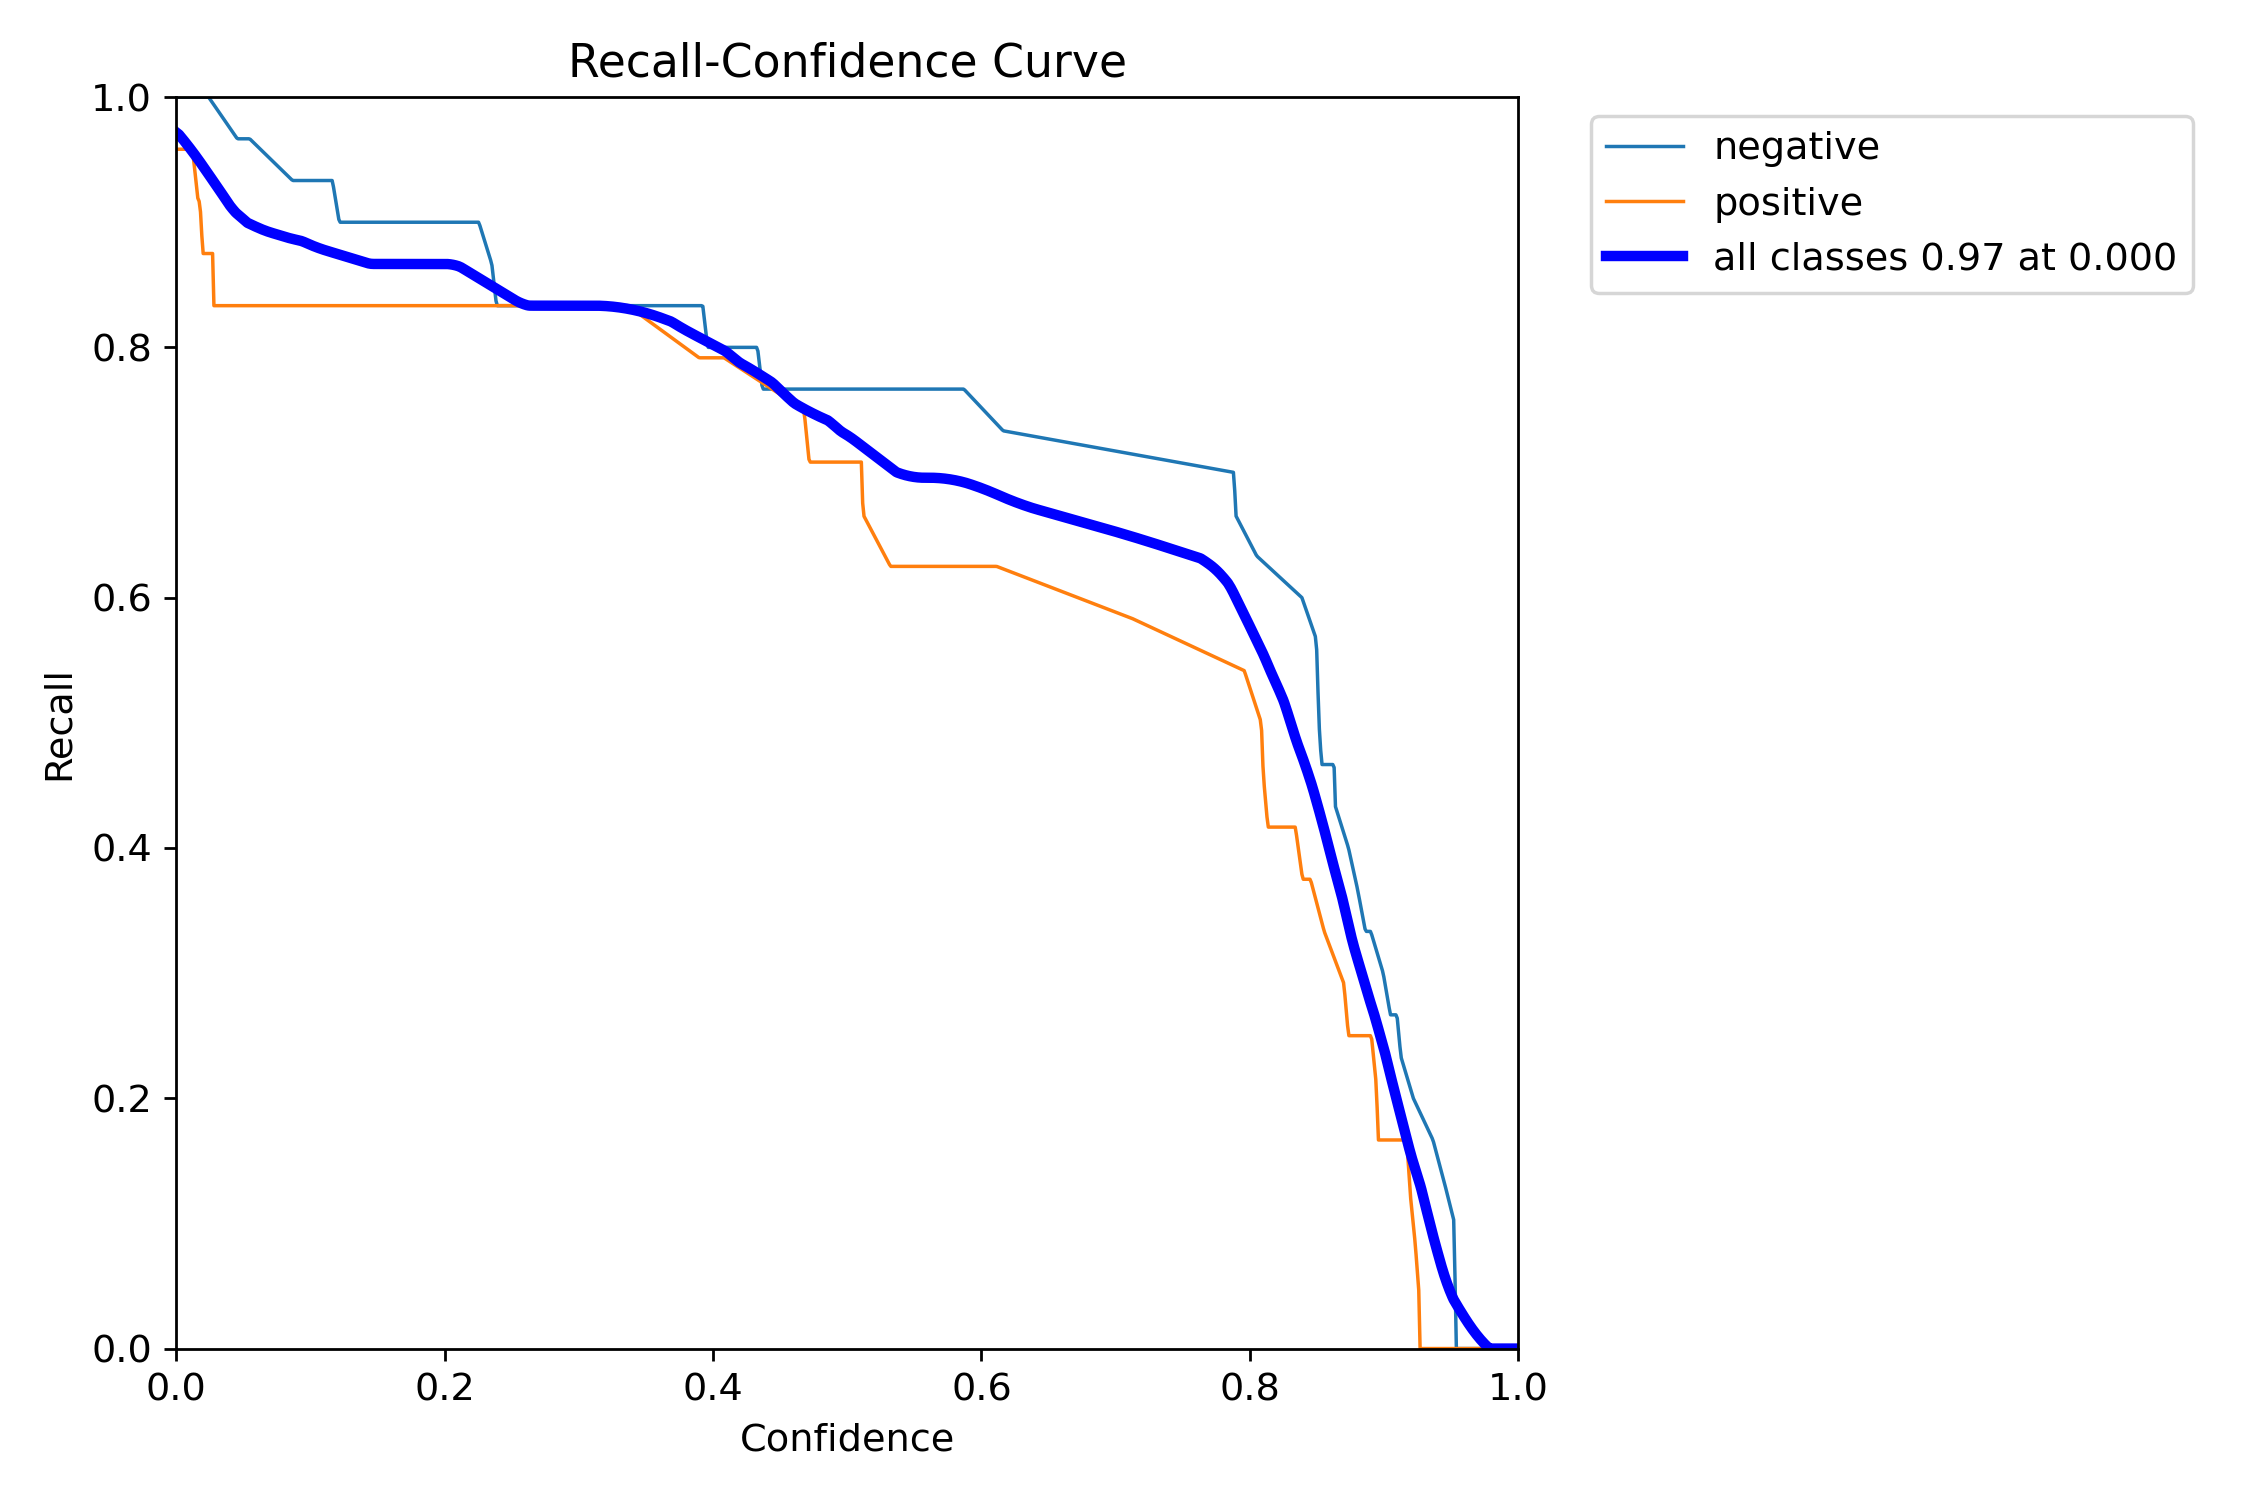 Recall-Confidence Curve
1.0
0.8
0.6
0.4
0.2
0.0
Recall
0.0 0.2 0.4 0.6 0.8 1.0
Confidence
negative
positive
all classes 0.97 at 0.000